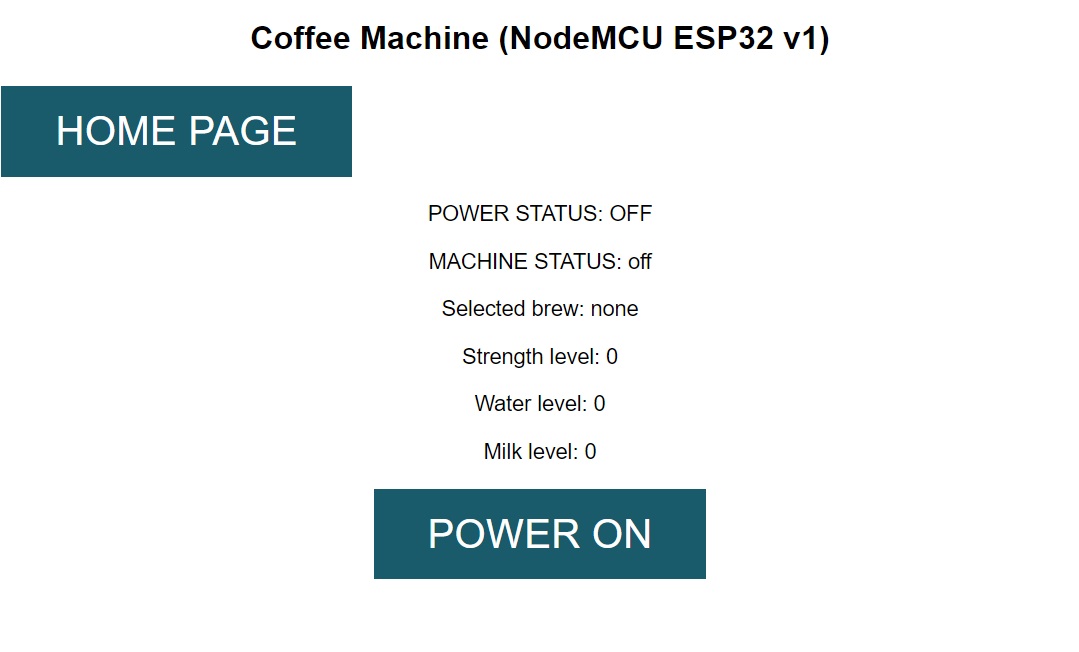 Coffee Machine (NodeMCU ESP32 v1)
HOME PAGE
POWER STATUS: OFF
MACHINE STATUS: off
Selected brew: none
Strength level: 0
Water level: 0
Milk level: 0
POWER ON